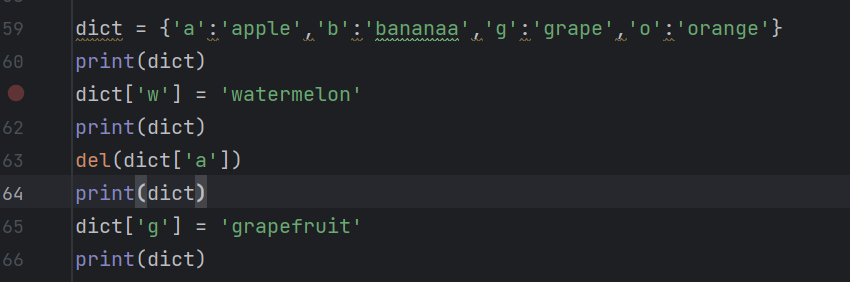 59 dict = {'a':'apple','b':'bananaa','g':'grape','o':'orange'}
60 print(dict)
dict['w'] = 'watermelon'
62 print(dict)
63 del(dict['a'])
64 print(dict)
65 dict['g'] = 'grapefruit'
66 print(dict)